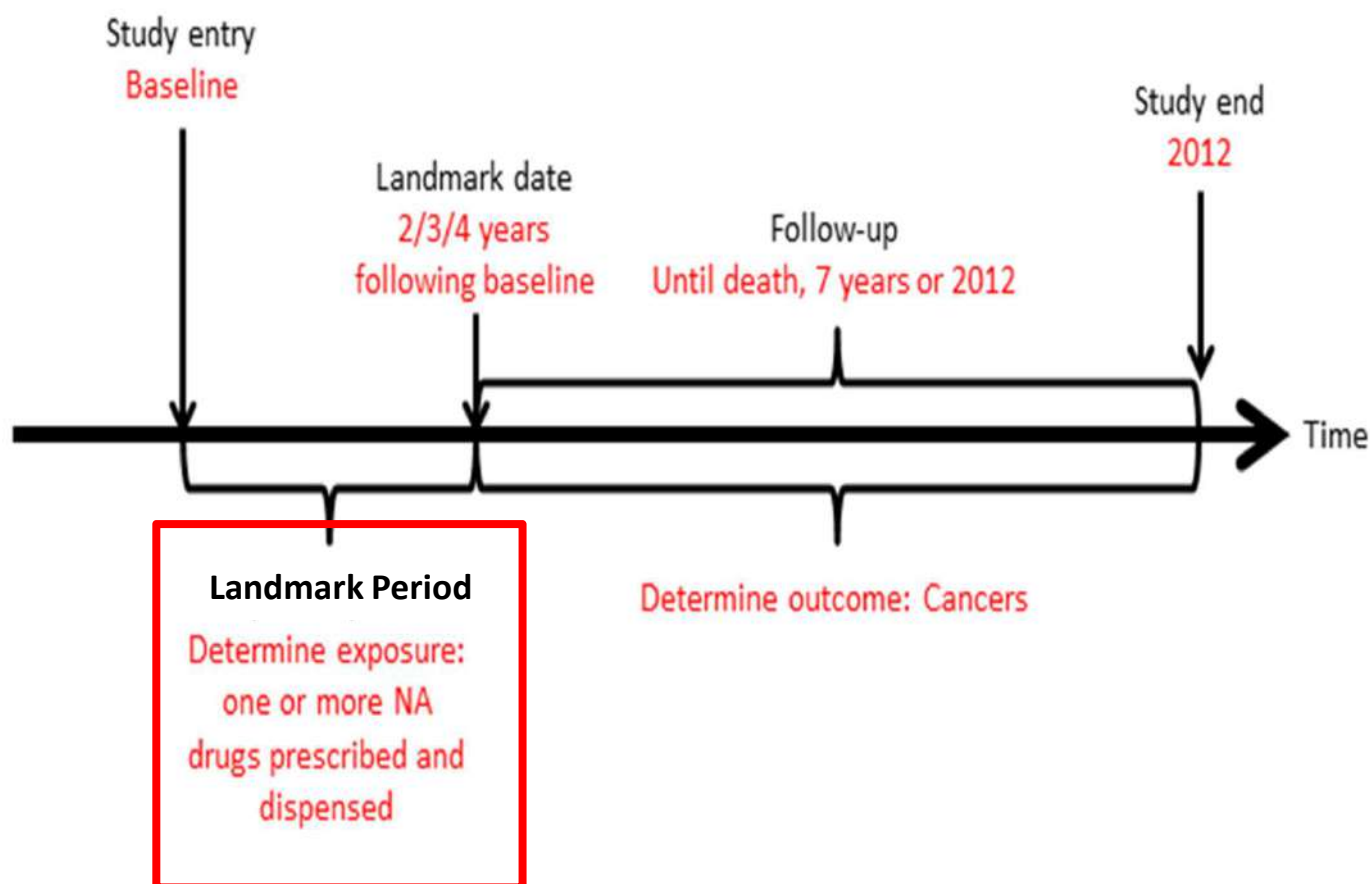 Study entry
Baseline
Landmark date
2/3/4 years
following baseline
Follow-up
Until death, 7 years or 2012
Study end
2012
Time
Landmark Period
Determine exposure:
one or more NA
drugs prescribed and
dispensed
Determine outcome: Cancers